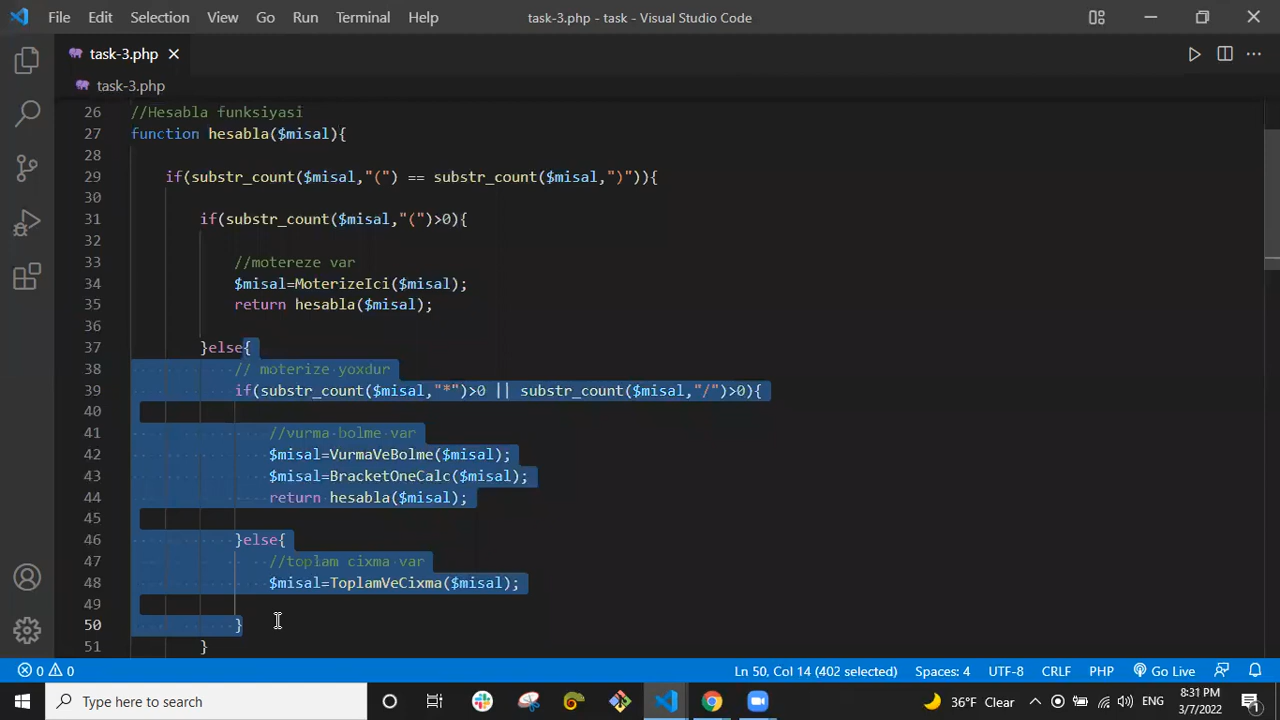 File Edit Selection View Go Run Terminal Help
task-3.php - task - Visual Studio Code
task-3.php
task-3.php
26 //Hesabla funksiyasi
27 function hesabla($misal){
28
29 if(substr_count($misal,"(") == substr_count($misal,")")){
30
31 if(substr_count($misal,"(")>0){
32
33 //motereze var
34 $misal=MoterizeIci($misal);
35 return hesabla($misal);
36
37 }else{
38 // moterize yoxdur
39 if(substr_count($misal,"*")>0 || substr_count($misal,"/")>0){
40
41 //vurma bolme var
42 $misal=VurmaVeBolme($misal);
43 $misal=BracketOneCalc($misal);
44 return hesabla($misal);
45
46 }else{
47 //toplam cixma var
48 $misal=ToplamVeCixma($misal);
49
50 }
51 }
0 0 Ln 50, Col 14 (402 selected) Spaces: 4 UTF-8 CRLF PHP Go Live
Type here to search
36°F Clear
ENG
8:31 PM
3/7/2022
1